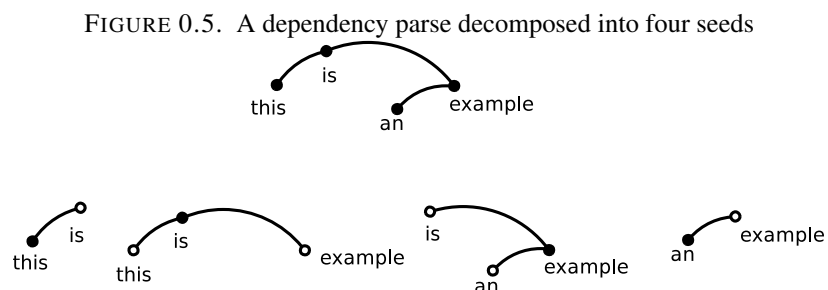 FIGURE 0.5. A dependency parse decomposed into four seeds
is
this
example
an
is
this
is
this
example
is
example
an
example
an